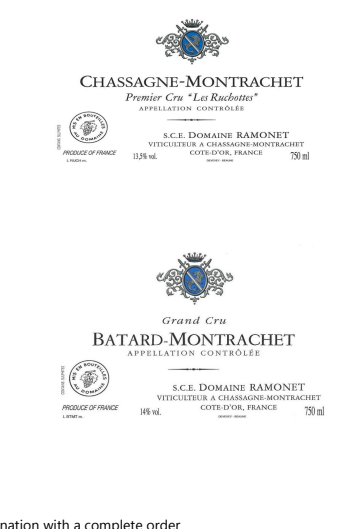 CHASSAGNE-MONTRACHET
Premier Cru "Les Ruchottes"
APPELLATION CONTRÔLÉE
MIS EN BOUTEILLES AU DOMAINE
S.C.E. DOMAINE RAMONET
VITICULTEUR A CHASSAGNE-MONTRACHET
PRODUCE OF FRANCE
13,5% vol.
COTE-D'OR, FRANCE
750 ml
Grand Cru
BATARD-MONTRACHET
APPELLATION CONTRÔLÉE
MIS EN BOUTEILLES AU DOMAINE
S.C.E. DOMAINE RAMONET
VITICULTEUR A CHASSAGNE-MONTRACHET
PRODUCE OF FRANCE
14% vol.
COTE-D'OR, FRANCE
750 ml
nation with a complete order